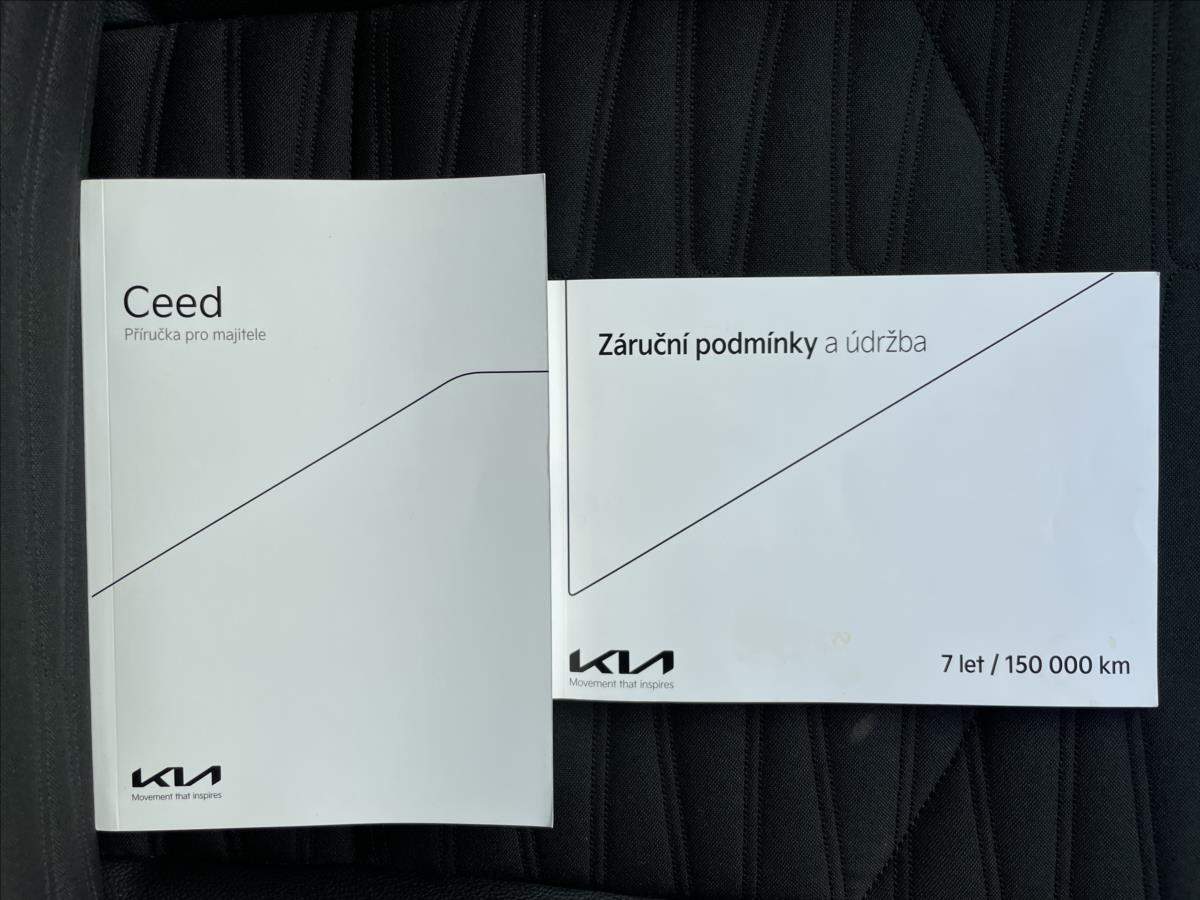 Ceed
Příručka pro majitele
KIA
Movement that inspires
Záruční podmínky a údržba
KIA
Movement that inspires
7 let / 150 000 km